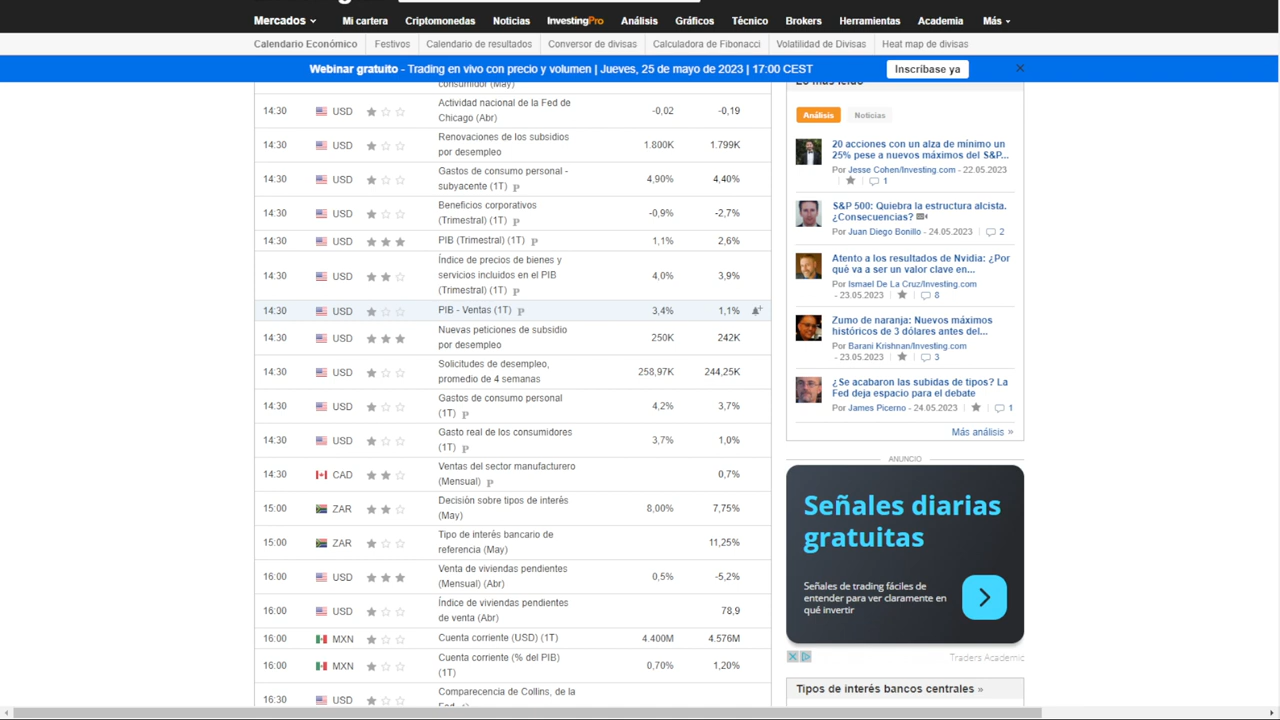 Mercados Mi cartera Criptomonedas Noticias InvestingPro Análisis Gráficos Técnico Brokers Herramientas Academia Más
Calendario Económico Festivos Calendario de resultados Conversor de divisas Calculadora de Fibonacci Volatilidad de Divisas Heat map de divisas
Webinar gratuito - Trading en vivo con precio y volumen | Jueves, 25 de mayo de 2023 | 17:00 CEST Inscríbase ya
consumidor (May)
14:30 USD Actividad nacional de la Fed de
Chicago (Abr) -0,02 -0,19
14:30 USD Renovaciones de los subsidios
por desempleo 1.800K 1.799K
14:30 USD Gastos de consumo personal -
subyacente (1T) P 4,90% 4,40%
14:30 USD Beneficios corporativos
(Trimestral) (1T) P -0,9% -2,7%
14:30 USD PIB (Trimestral) (1T) P 1,1% 2,6%
14:30 USD Índice de precios de bienes y
servicios incluidos en el PIB
(Trimestral) (1T) P 4,0% 3,9%
14:30 USD PIB - Ventas (1T) P 3,4% 1,1%
14:30 USD Nuevas peticiones de subsidio
por desempleo 250K 242K
14:30 USD Solicitudes de desempleo,
promedio de 4 semanas 258,97K 244,25K
14:30 USD Gastos de consumo personal
(1T) P 4,2% 3,7%
14:30 USD Gasto real de los consumidores
(1T) P 3,7% 1,0%
14:30 CAD Ventas del sector manufacturero
(Mensual) P 0,7%
15:00 ZAR Decisión sobre tipos de interés
(May) 8,00% 7,75%
15:00 ZAR Tipo de interés bancario de
referencia (May) 11,25%
16:00 USD Venta de viviendas pendientes
(Mensual) (Abr) 0,5% -5,2%
16:00 USD Índice de viviendas pendientes
de venta (Abr) 78,9
16:00 MXN Cuenta corriente (USD) (1T) 4.400M 4.576M
16:00 MXN Cuenta corriente (% del PIB)
(1T) 0,70% 1,20%
16:30 USD Comparecencia de Collins, de la
Lo más leído
Análisis Noticias
20 acciones con un alza de mínimo un
25% pese a nuevos máximos del S&P...
Por Jesse Cohen/Investing.com - 22.05.2023
1
S&P 500: Quiebra la estructura alcista.
¿Consecuencias?
Por Juan Diego Bonillo - 24.05.2023 | 2
Atento a los resultados de Nvidia: ¿Por
qué va a ser un valor clave en...
Por Ismael De La Cruz/Investing.com
- 23.05.2023 | 8
Zumo de naranja: Nuevos máximos
históricos de 3 dólares antes del...
Por Barani Krishnan/Investing.com
- 23.05.2023 | 3
¿Se acabaron las subidas de tipos? La
Fed deja espacio para el debate
Por James Picerno - 24.05.2023 | 1
Más análisis »
ANUNCIO
Señales diarias
gratuitas
Señales de trading fáciles de
entender para ver claramente en
qué invertir
Traders Academic
Tipos de interés bancos centrales »